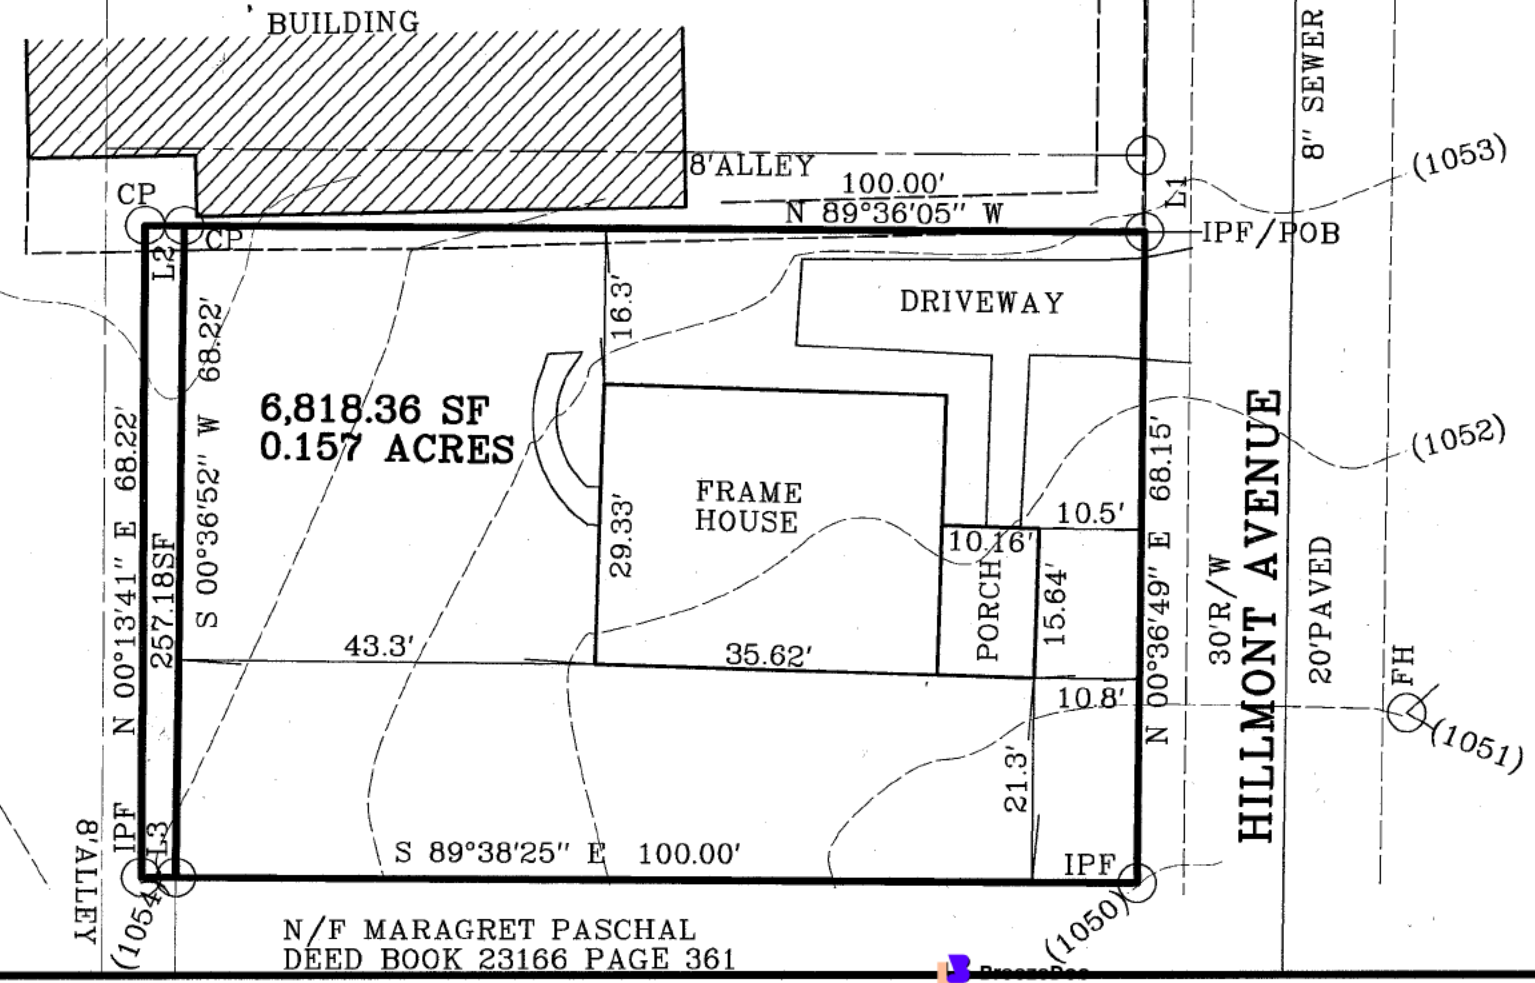 BUILDING
8" SEWER
8'ALLEY
(1053)
100.00'
N 89°36'05" W
L1
CP
CP
IPF/POB
L2
DRIVEWAY
16.3'
S 00°36'52" W 68.22'
6,818.36 SF
0.157 ACRES
N 00°13'41" E 68.22'
257.18SF
FRAME
HOUSE
29.33'
35.62'
43.3'
10.16'
PORCH
15.64'
10.5'
10.8'
21.3'
N 00°36'49" E 68.15'
(1052)
30'R/W
HILLMONT AVENUE
20'PAVED
FH
(1051)
IPF
L3
8'ALLEY
(1054)
S 89°38'25" E 100.00'
IPF
(1050)
N/F MARAGRET PASCHAL
DEED BOOK 23166 PAGE 361
BreezeDoc